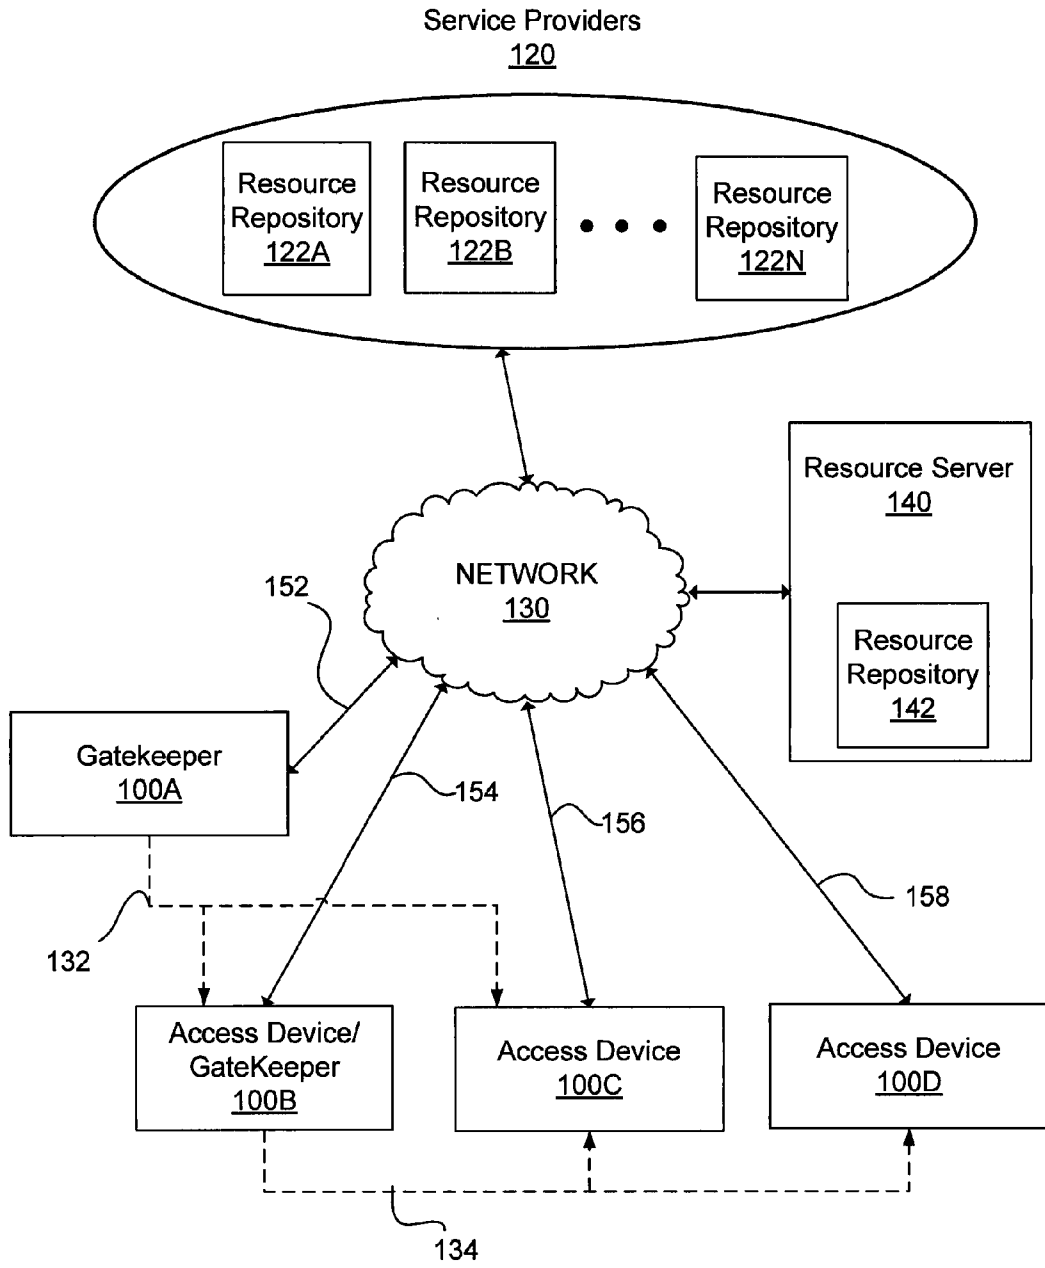 Service Providers
120
Resource
Repository
122A
Resource
Repository
122B
Resource
Repository
122N
Resource Server
140
NETWORK
130
152
Resource
Repository
142
Gatekeeper
100A
154
156
158
132
Access Device/
GateKeeper
100B
Access Device
100C
Access Device
100D
134